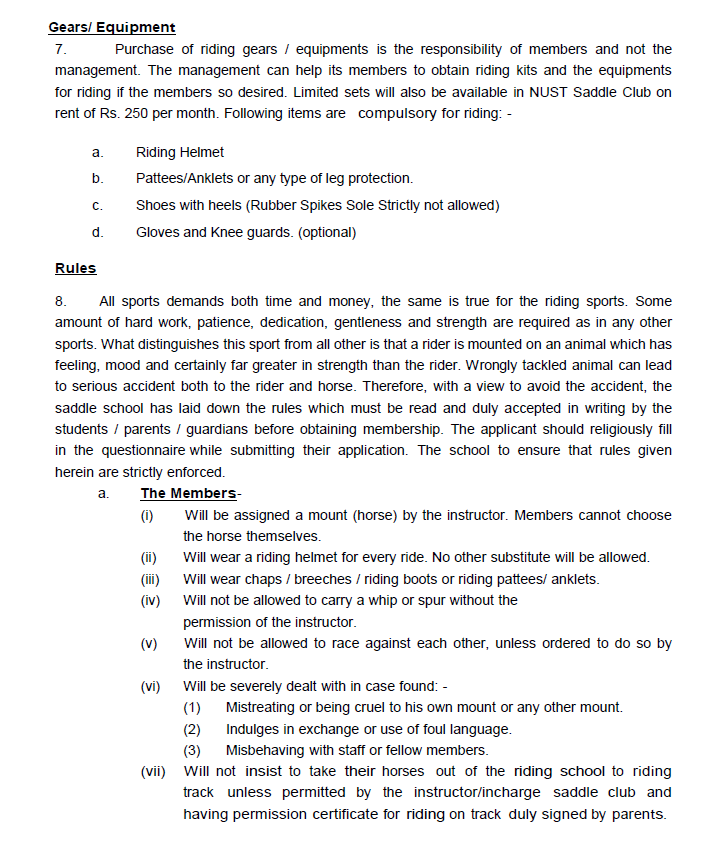 Gears/ Equipment
7. Purchase of riding gears / equipments is the responsibility of members and not the
management. The management can help its members to obtain riding kits and the equipments
for riding if the members so desired. Limited sets will also be available in NUST Saddle Club on
rent of Rs. 250 per month. Following items are compulsory for riding: -
a. Riding Helmet
b. Pattees/Anklets or any type of leg protection.
c. Shoes with heels (Rubber Spikes Sole Strictly not allowed)
d. Gloves and Knee guards. (optional)
Rules
8. All sports demands both time and money, the same is true for the riding sports. Some
amount of hard work, patience, dedication, gentleness and strength are required as in any other
sports. What distinguishes this sport from all other is that a rider is mounted on an animal which has
feeling, mood and certainly far greater in strength than the rider. Wrongly tackled animal can lead
to serious accident both to the rider and horse. Therefore, with a view to avoid the accident, the
saddle school has laid down the rules which must be read and duly accepted in writing by the
students / parents / guardians before obtaining membership. The applicant should religiously fill
in the questionnaire while submitting their application. The school to ensure that rules given
herein are strictly enforced.
a. The Members-
(i) Will be assigned a mount (horse) by the instructor. Members cannot choose
the horse themselves.
(ii) Will wear a riding helmet for every ride. No other substitute will be allowed.
(iii) Will wear chaps / breeches / riding boots or riding pattees/ anklets.
(iv) Will not be allowed to carry a whip or spur without the
permission of the instructor.
(v) Will not be allowed to race against each other, unless ordered to do so by
the instructor.
(vi) Will be severely dealt with in case found: -
(1) Mistreating or being cruel to his own mount or any other mount.
(2) Indulges in exchange or use of foul language.
(3) Misbehaving with staff or fellow members.
(vii) Will not insist to take their horses out of the riding school to riding
track unless permitted by the instructor/incharge saddle club and
having permission certificate for riding on track duly signed by parents.